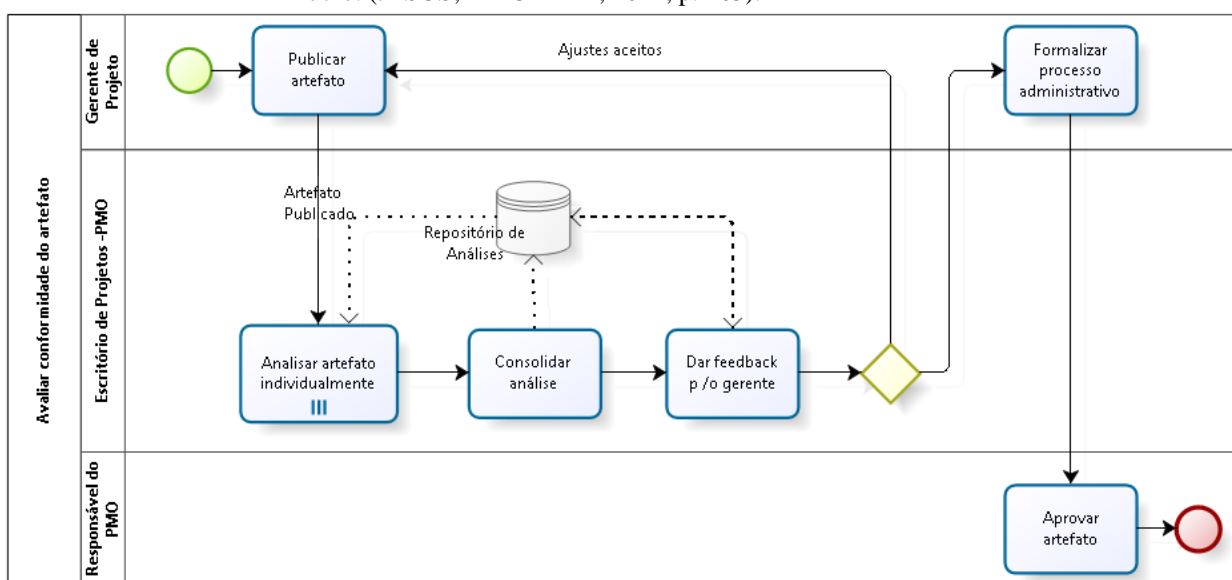 Avaliar conformidade do artefato
Gerente de
Projeto
Publicar
artefato
Ajustes aceitos
Formalizar
processo
administrativo
Escritório de Projetos -PMO
Artefato
Publicado
Repositório de
Análises
Analisar artefato
individualmente
Consolidar
análise
Dar feedback
p /o gerente
Responsável do
PMO
Aprovar
artefato